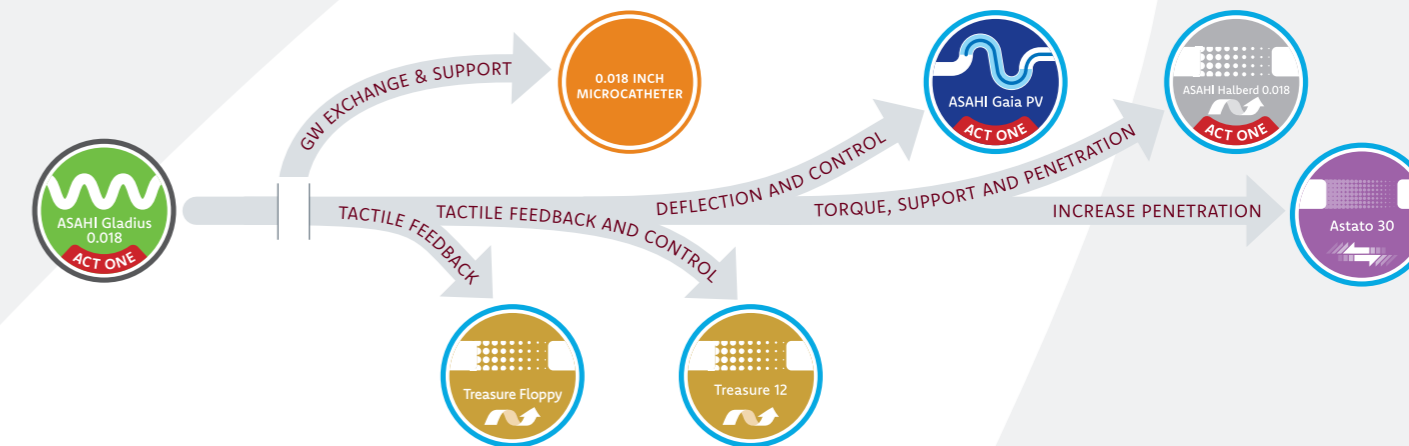 GW EXCHANGE & SUPPORT
0.018 INCH
MICROCATHETER
ASAHI Gaia PV
ACT ONE
ASAHI Halberd 0.018
ACT ONE
ASAHI Gladius
0.018
ACT ONE
TACTILE FEEDBACK
TACTILE FEEDBACK AND CONTROL
DEFLECTION AND CONTROL
TORQUE, SUPPORT AND PENETRATION
INCREASE PENETRATION
Astato 30
Treasure Floppy
Treasure 12